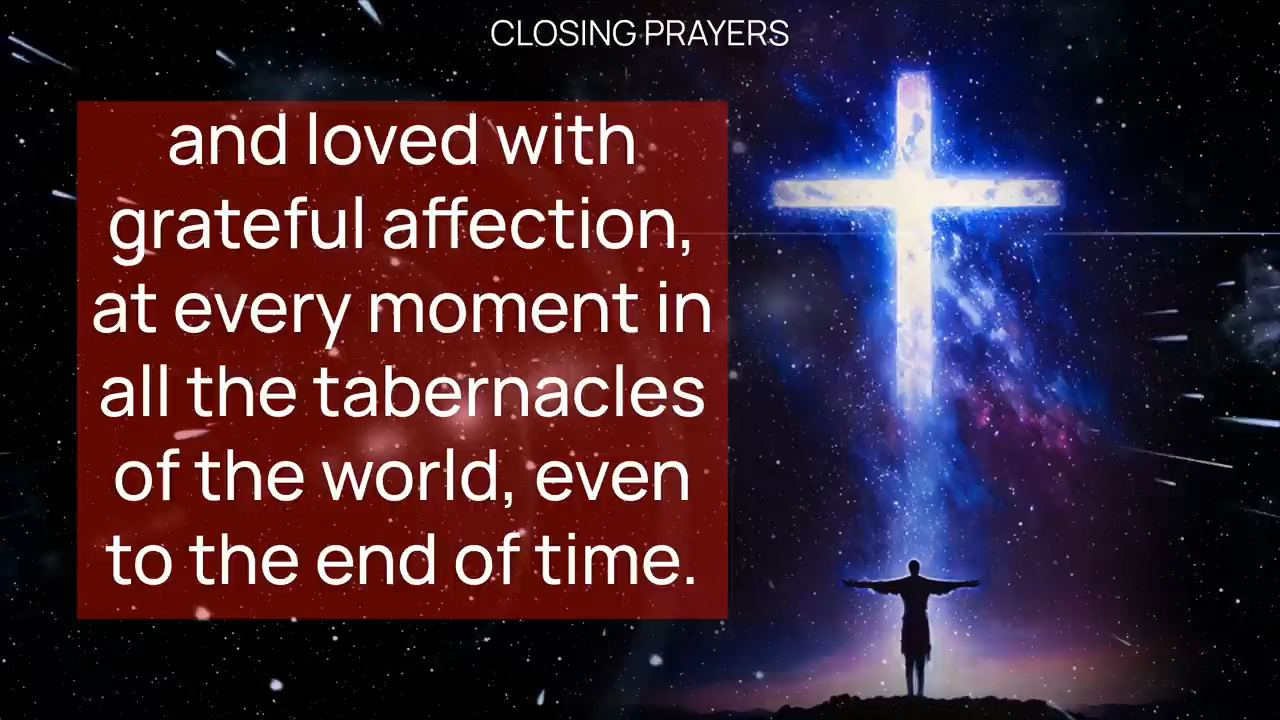 CLOSING PRAYERS
and loved with
grateful affection,
at every moment in
all the tabernacles
of the world, even
to the end of time.